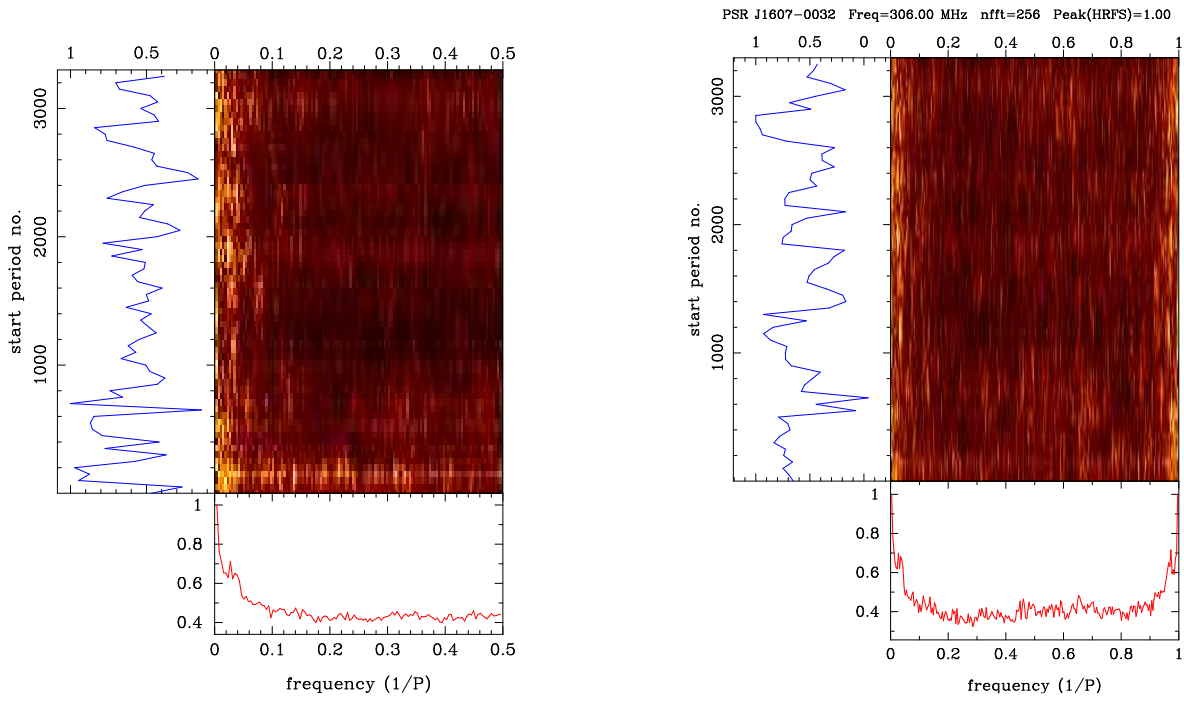 PSR J1607−0032 Freq=306.00 MHz nfft=256 Peak(HRFS)=1.00
1 0.5
0 0.1 0.2 0.3 0.4 0.5
start period no.
3000
2000
1000
1
0.8
0.6
0.4
0 0.1 0.2 0.3 0.4 0.5
frequency (1/P)
1 0.5 0
0 0.2 0.4 0.6 0.8 1
start period no.
3000
2000
1000
1
0.8
0.6
0.4
0 0.2 0.4 0.6 0.8 1
frequency (1/P)